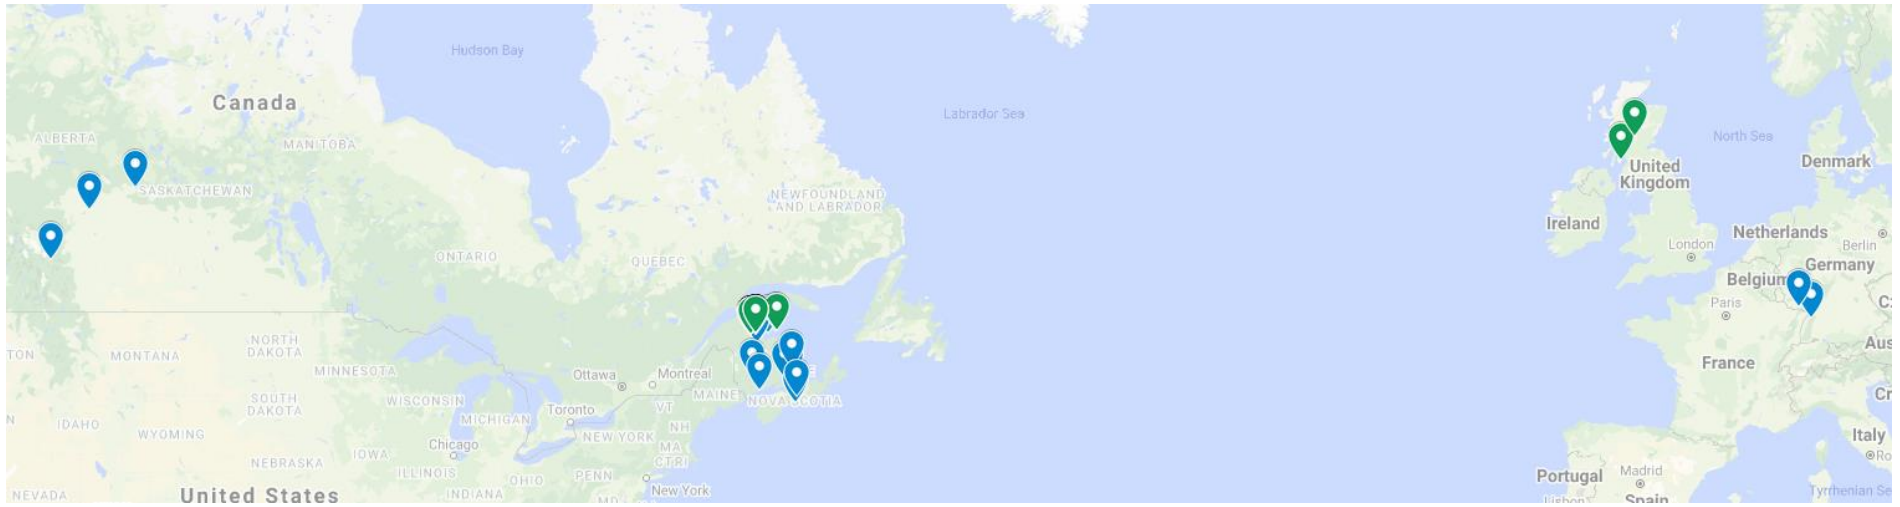 Hudson Bay
Canada
Labrador Sea
ALBERTA
MANITOBA
North Sea
Denmark
United
Kingdom
SASKATCHEWAN
NEWFOUNDLAND
AND LABRADOR
Ireland
Netherlands
London
Berlin
ONTARIO
QUEBEC
Germany
Belgium
Paris
NORTH
DAKOTA
MONTANA
MINNESOTA
Ottawa
Montreal
France
MAINE
NOVA SCOTIA
SOUTH
DAKOTA
WISCONSIN
VT
NH
MICHIGAN
Toronto
IDAHO
WYOMING
NEW YORK
MA
CT RI
Chicago
IOWA
NEBRASKA
ILLINOIS
OHIO
PENN
INDIANA
New York
Italy
Portugal
Madrid
Spain
NEVADA
United States
Tyrrhenian Se